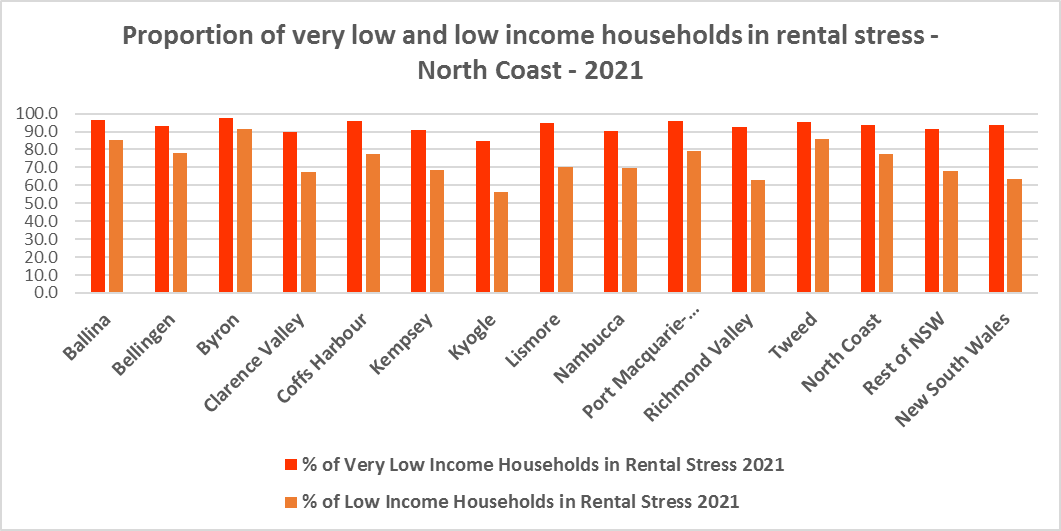 Proportion of very low and low income households in rental stress -
North Coast - 2021
100.0
90.0
80.0
70.0
60.0
50.0
40.0
30.0
20.0
10.0
0.0
Ballina
Bellingen
Byron
Clarence Valley
Coffs Harbour
Kempsey
Kyogle
Lismore
Nambucca
Port Macquarie-...
Richmond Valley
Tweed
North Coast
Rest of NSW
New South Wales
% of Very Low Income Households in Rental Stress 2021
% of Low Income Households in Rental Stress 2021